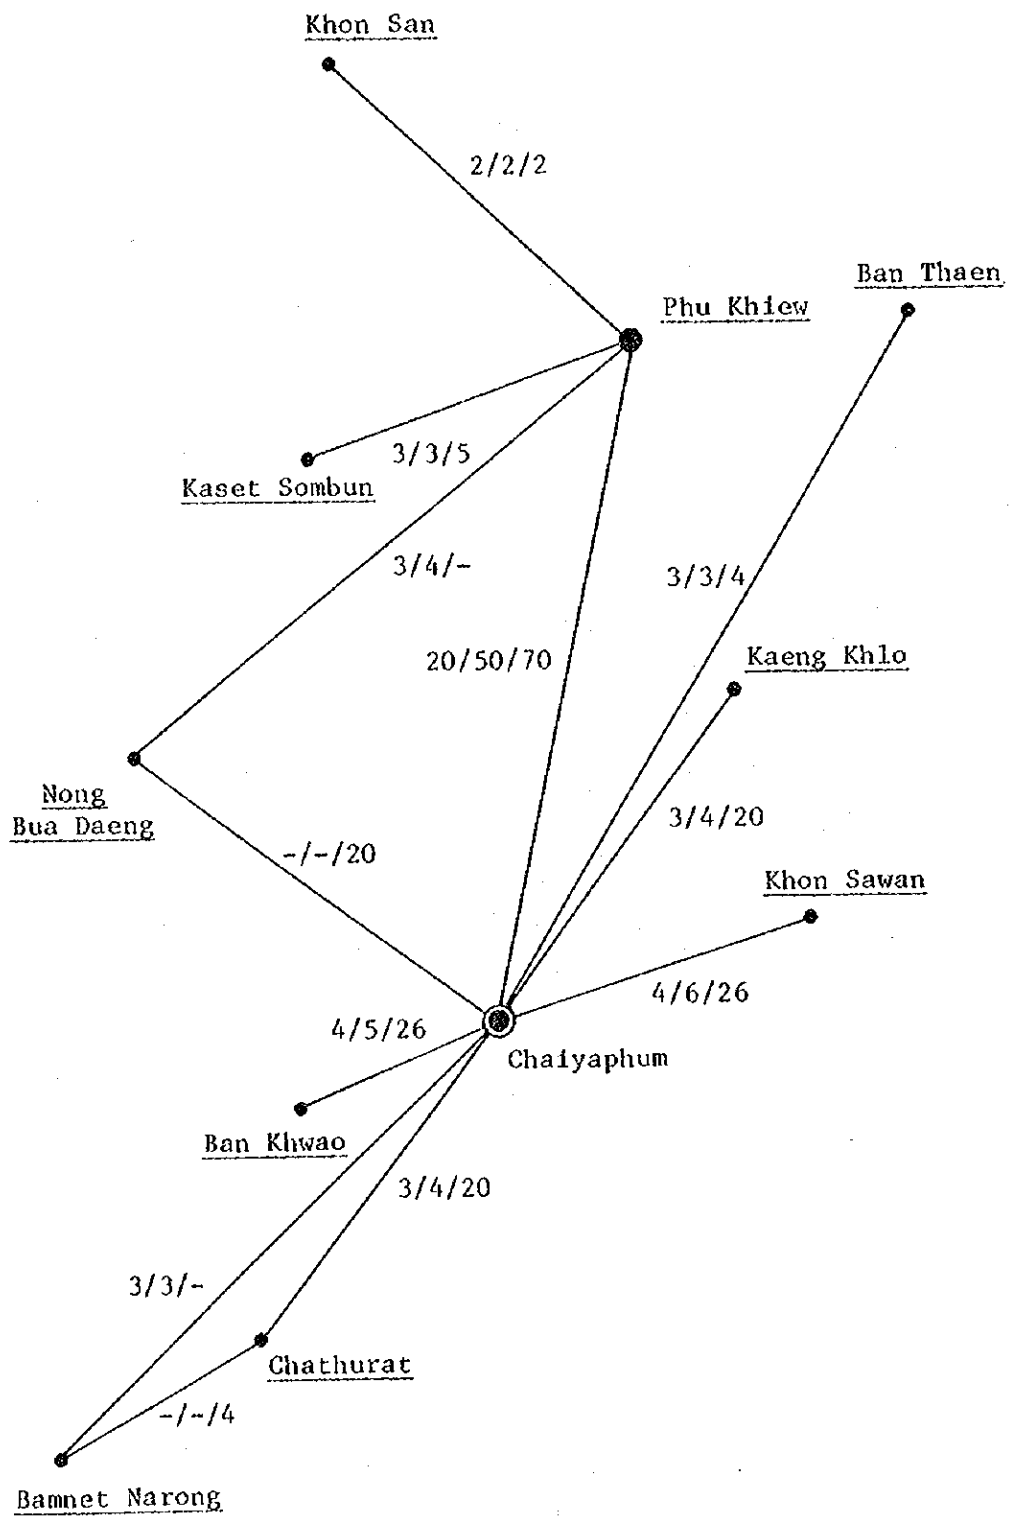 Khon San
2/2/2
Ban Thaen
Phu Khiew
3/3/5
Kaset Sombun
3/4/-
3/3/4
20/50/70
Kaeng Khlo
Nong
Bua Daeng
3/4/20
-/-/20
Khon Sawan
4/6/26
4/5/26
Chaiyaphum
Ban Khwao
3/4/20
3/3/-
Chathurat
-/-/4
Bamnet Narong